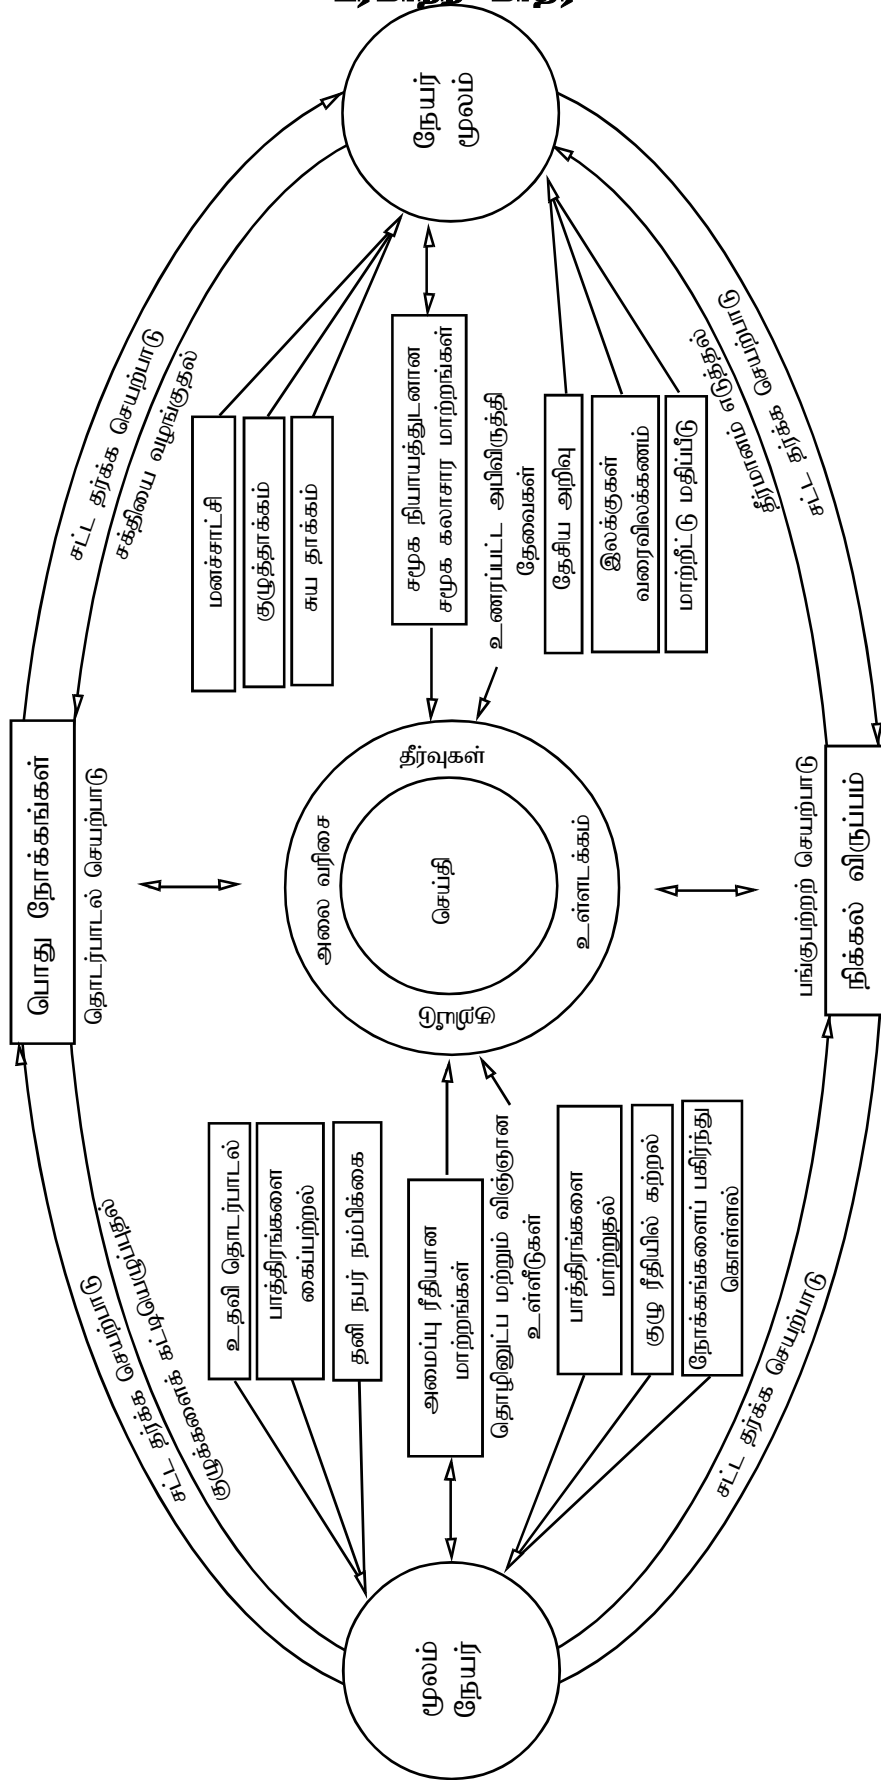 நேயர்
மூலம்
சட்ட தர்க்க செயற்பாடு
சக்தியை வழங்குதல்
தீர்மானம் எடுத்தல்
சட்ட தர்க்க செயற்பாடு
மனச்சாட்சி
குழுத்தாக்கம்
சுய தாக்கம்
சமூக நியாயத்துடனான
சமூக கலாசார மாற்றங்கள்
உணரப்பட்ட அபிவிருத்தி
தேவைகள்
தேசிய அறிவு
இலக்குகள்
வரைவிலக்கணம்
மாற்றீட்டு மதிப்பீடு
பொது நோக்கங்கள்
தொடர்பாடல் செயற்பாடு
தீர்வுகள்
அலை வரிசை
செய்தி
உள்ளடக்கம்
குறியீடு
பங்குபற்றற் செயற்பாடு
நிக்கல் விருப்பம்
உதவி தொடர்பாடல்
பாத்திரங்களை
கைப்பற்றல்
தனி நபர் நம்பிக்கை
அமைப்பு ரீதியான
மாற்றங்கள்
தொழினுட்ப மற்றும் விஞ்ஞான
உள்ளீடுகள்
பாத்திரங்களை
மாற்றுதல்
குழு ரீதியில் கற்றல்
நோக்கங்களைப் பகிர்ந்து
கொள்ளல்
சட்ட தர்க்க செயற்பாடு
குழுக்களைக் கட்டியெழுப்புதல்
சட்ட தர்க்க செயற்பாடு
மூலம்
நேயர்